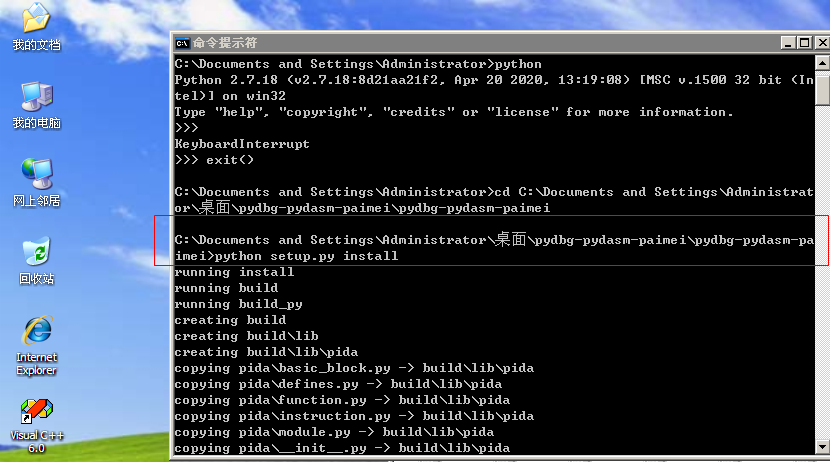 我的文档
我的电脑
网上邻居
回收站
Internet
Explorer
Visual C++
6.0
命令提示符
C:\Documents and Settings\Administrator>python
Python 2.7.18 (v2.7.18:8d21aa21f2, Apr 20 2020, 13:19:08) [MSC v.1500 32 bit (In
tel)] on win32
Type "help", "copyright", "credits" or "license" for more information.
>>>
KeyboardInterrupt
>>> exit()
C:\Documents and Settings\Administrator>cd C:\Documents and Settings\Administrat
or\桌面\pydbg-pydasm-paimei\pydbg-pydasm-paimei
C:\Documents and Settings\Administrator\桌面\pydbg-pydasm-paimei\pydbg-pydasm-pa
imei>python setup.py install
running install
running build
running build_py
creating build
creating build\lib
creating build\lib\pida
copying pida\basic_block.py -> build\lib\pida
copying pida\defines.py -> build\lib\pida
copying pida\function.py -> build\lib\pida
copying pida\instruction.py -> build\lib\pida
copying pida\module.py -> build\lib\pida
copying pida\__init__.py -> build\lib\pida